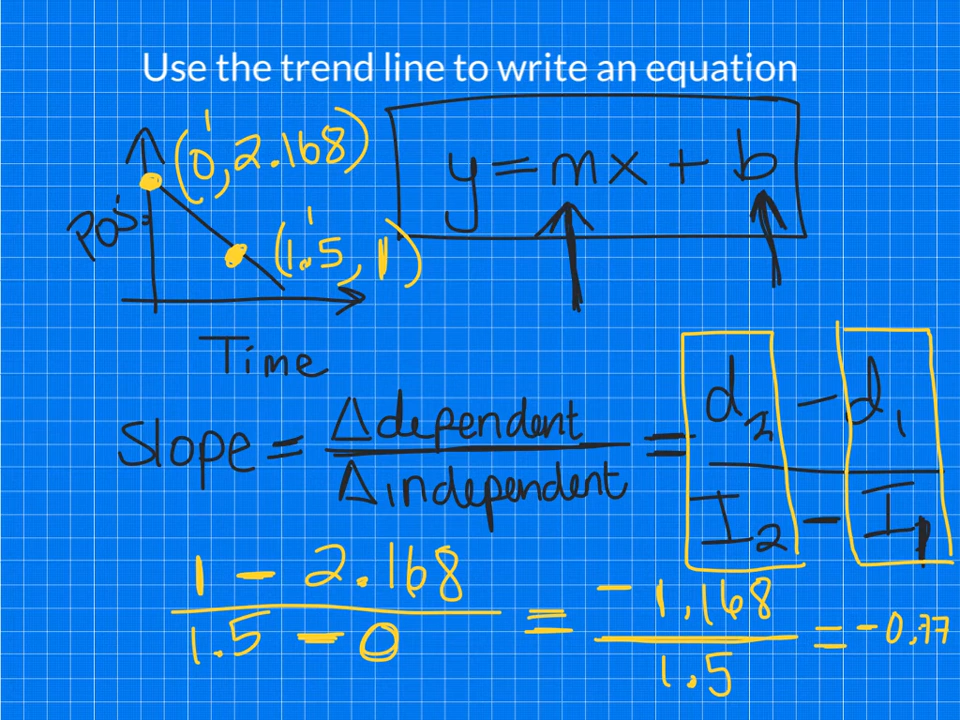 Use the trend line to write an equation
(0, 2.168)
y = mx + b
Pos.
(1.5, 1)
Time
Slope = Δdependent / Δindependent = d₂ - d₁ / I₂ - I₁
1 - 2.168 / 1.5 - 0 = -1.168 / 1.5 = -0.77